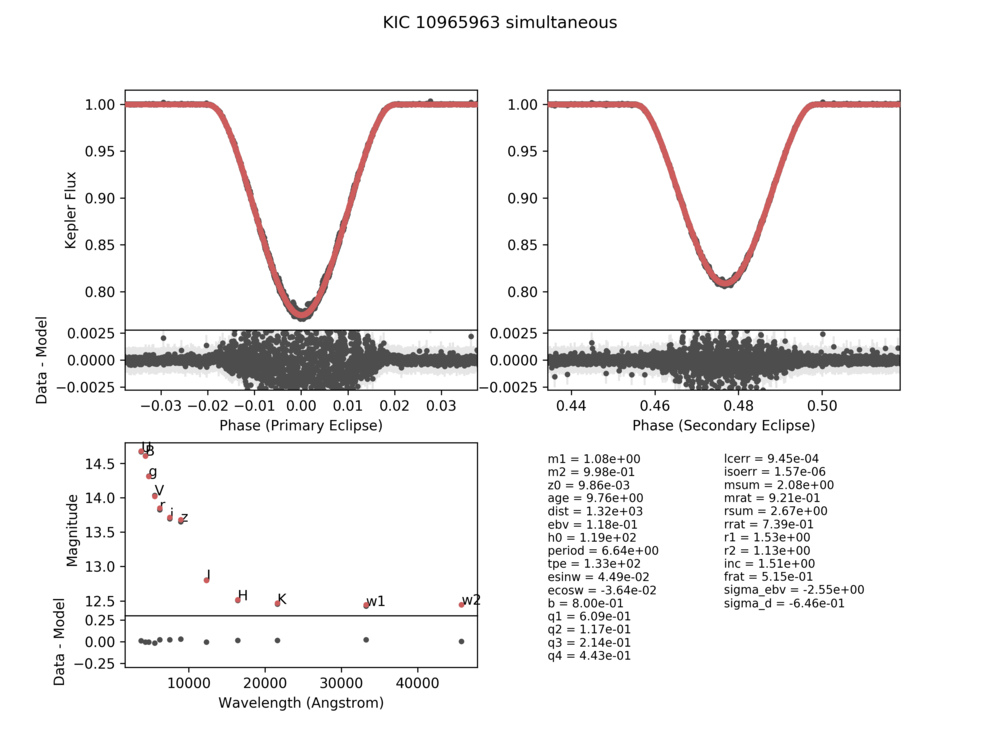 KIC 10965963 simultaneous
1.00
0.95
0.90
0.85
0.80
Kepler Flux
0.0025
0.0000
−0.0025
Data - Model
−0.03 −0.02 −0.01 0.00 0.01 0.02 0.03
Phase (Primary Eclipse)
1.00
0.95
0.90
0.85
0.80
0.0025
0.0000
−0.0025
0.44 0.46 0.48 0.50
Phase (Secondary Eclipse)
14.5
14.0
13.5
13.0
12.5
Magnitude
U
B
g
V
r
i
z
J
H
K
w1
w2
0.25
0.00
−0.25
Data - Model
10000 20000 30000 40000
Wavelength (Angstrom)
m1 = 1.08e+00
m2 = 9.98e-01
z0 = 9.86e-03
age = 9.76e+00
dist = 1.32e+03
ebv = 1.18e-01
h0 = 1.19e+02
period = 6.64e+00
tpe = 1.33e+02
esinw = 4.49e-02
ecosw = -3.64e-02
b = 8.00e-01
q1 = 6.09e-01
q2 = 1.17e-01
q3 = 2.14e-01
q4 = 4.43e-01
lcerr = 9.45e-04
isoerr = 1.57e-06
msum = 2.08e+00
mrat = 9.21e-01
rsum = 2.67e+00
rrat = 7.39e-01
r1 = 1.53e+00
r2 = 1.13e+00
inc = 1.51e+00
frat = 5.15e-01
sigma_ebv = -2.55e+00
sigma_d = -6.46e-01